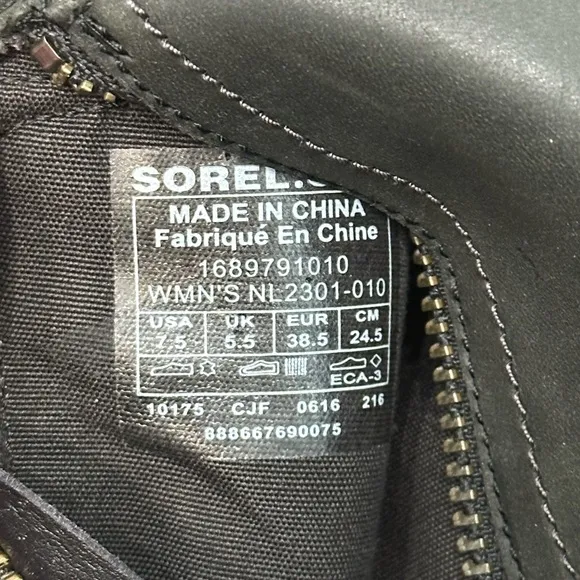 SOREL.
MADE IN CHINA
Fabriqué En Chine
1689791010
WMN'S NL2301-010
USA UK EUR CM
7.5 5.5 38.5 24.5
ECA-3
10175 CJF 0616 216
888667690075